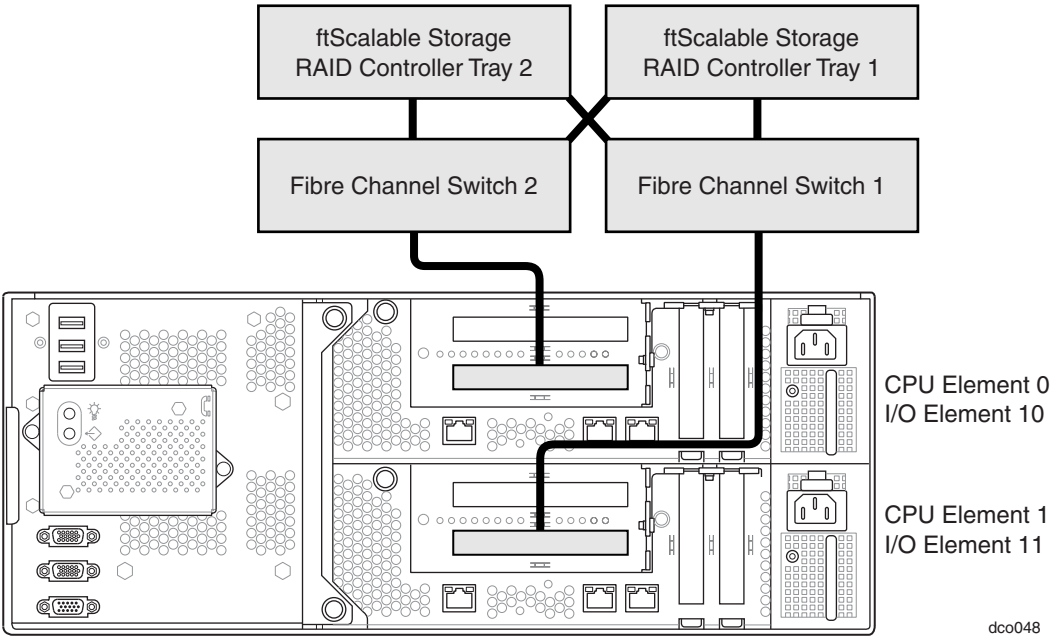 ftScalable Storage
RAID Controller Tray 2
ftScalable Storage
RAID Controller Tray 1
Fibre Channel Switch 2
Fibre Channel Switch 1
CPU Element 0
I/O Element 10
CPU Element 1
I/O Element 11
dco048